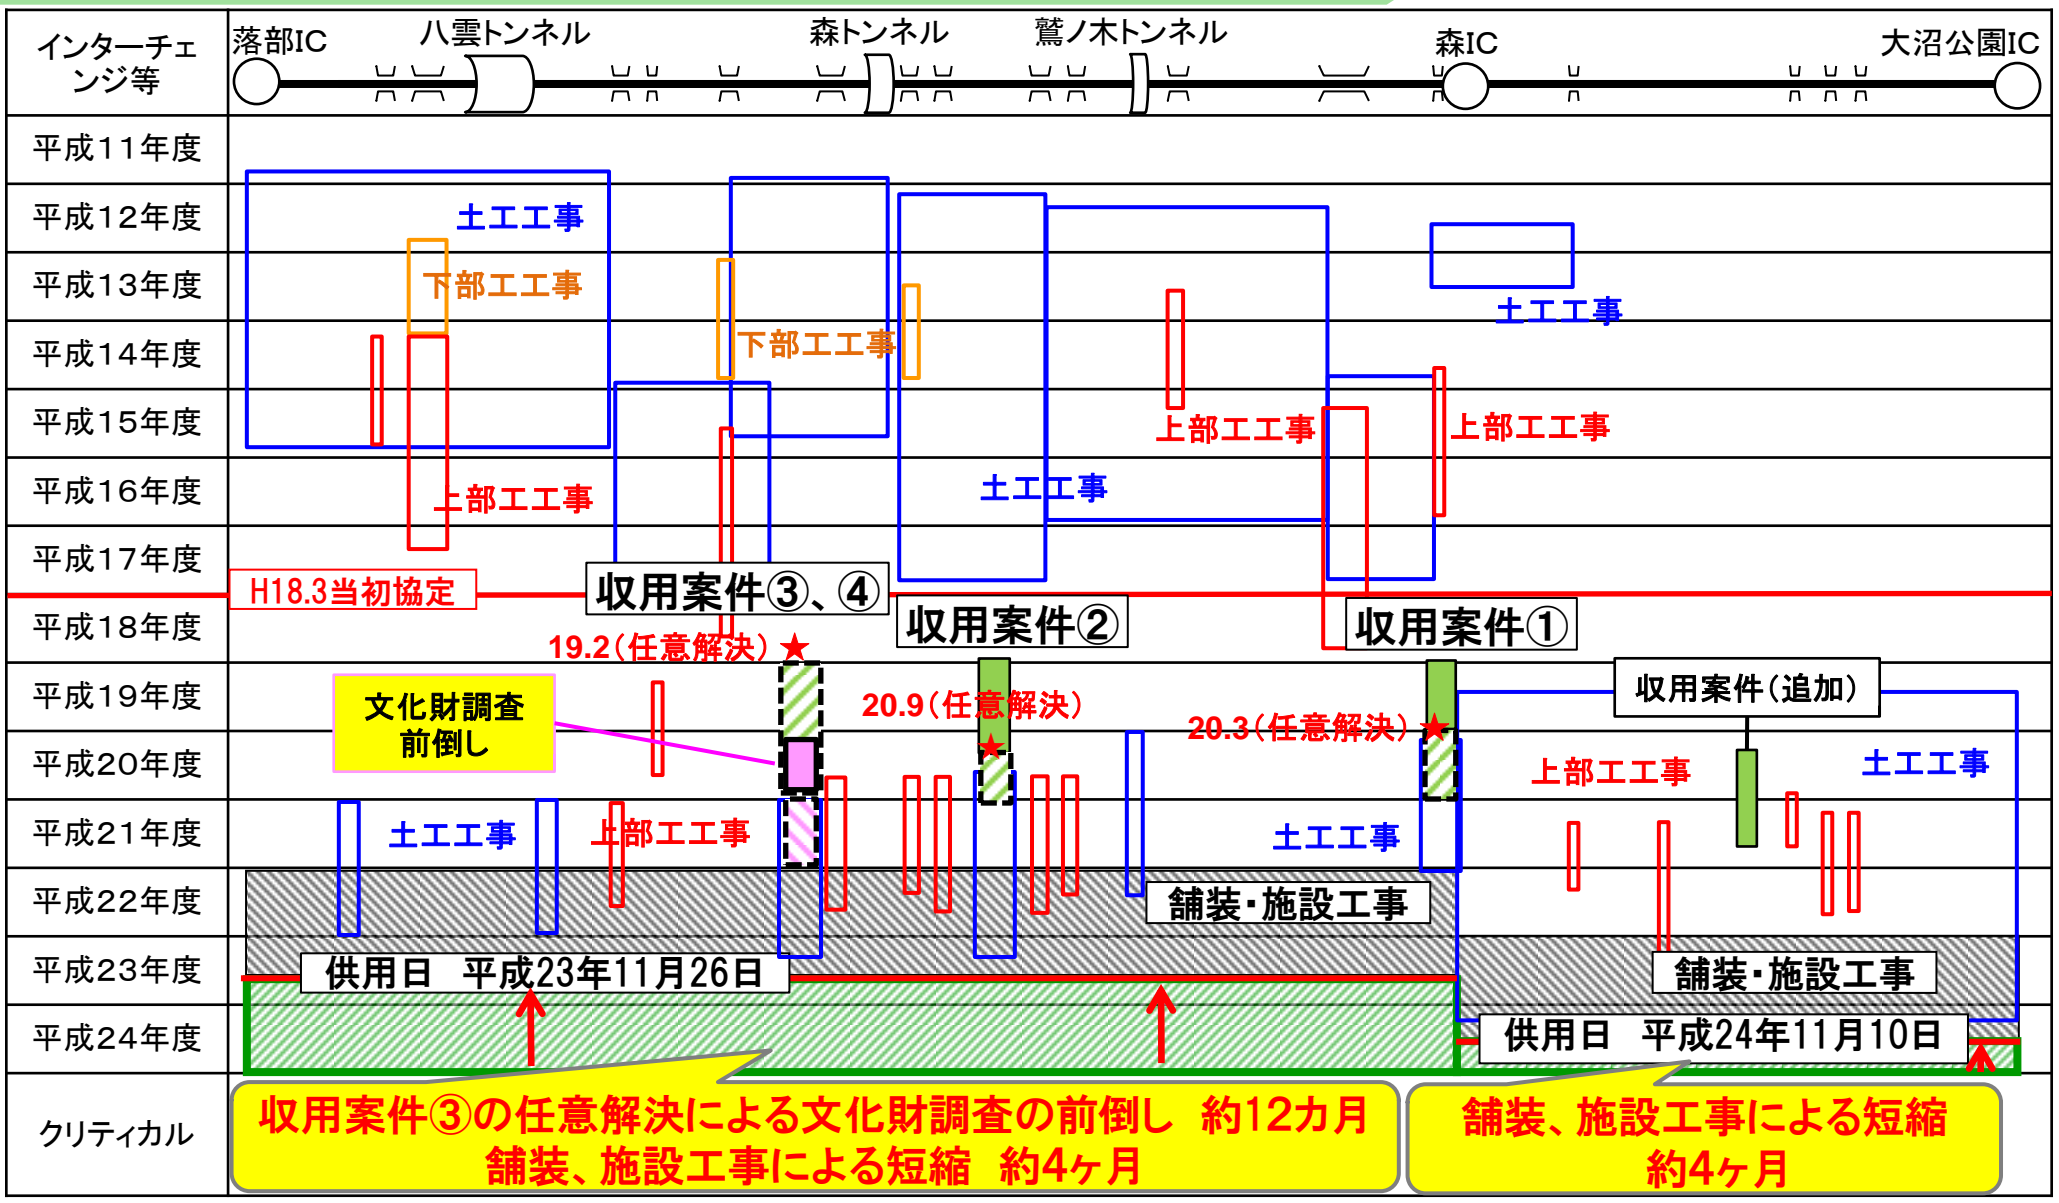 インターチェ
ンジ等
落部IC
八雲トンネル
森トンネル
鷲ノ木トンネル
森IC
大沼公園IC
平成11年度
平成12年度
土工工事
平成13年度
下部工工事
土工工事
平成14年度
下部工工事
平成15年度
上部工工事
上部工工事
平成16年度
上部工工事
土工工事
平成17年度
H18.3当初協定
収用案件③、④
平成18年度
収用案件②
収用案件①
19.2(任意解決)
平成19年度
文化財調査
前倒し
20.9(任意解決)
20.3(任意解決)
収用案件(追加)
平成20年度
上部工工事
土工工事
平成21年度
土工工事
上部工工事
土工工事
平成22年度
舗装・施設工事
平成23年度
供用日 平成23年11月26日
舗装・施設工事
平成24年度
供用日 平成24年11月10日
クリティカル
収用案件③の任意解決による文化財調査の前倒し 約12カ月
舗装、施設工事による短縮 約4ヶ月
舗装、施設工事による短縮
約4ヶ月